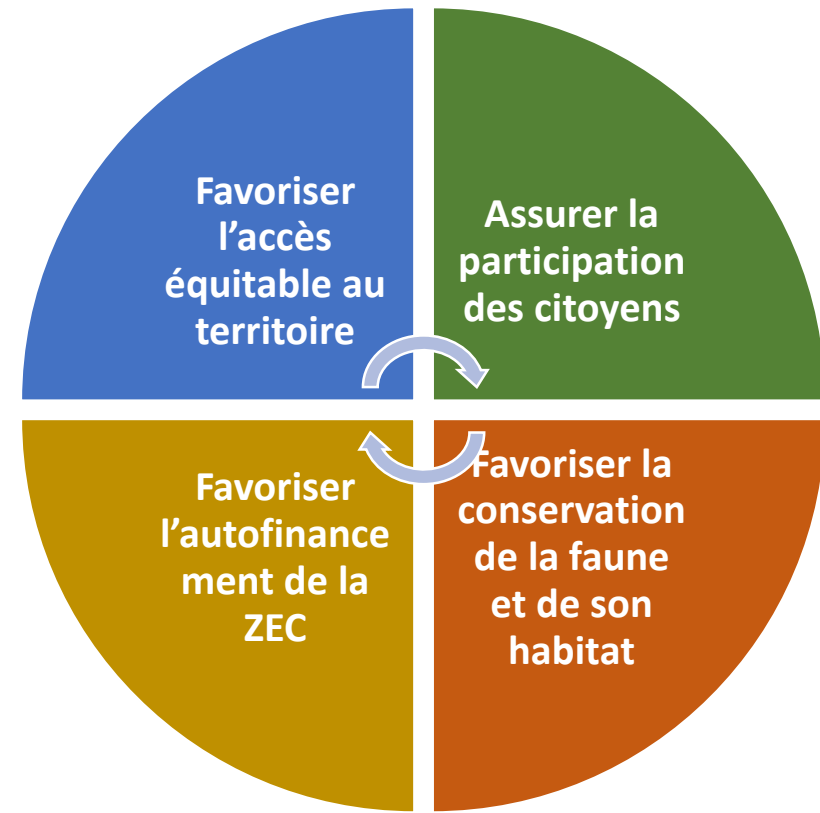 Favoriser
l’accès
équitable au
territoire
Assurer la
participation
des citoyens
Favoriser
l’autofinance
ment de la
ZEC
Favoriser la
conservation
de la faune
et de son
habitat